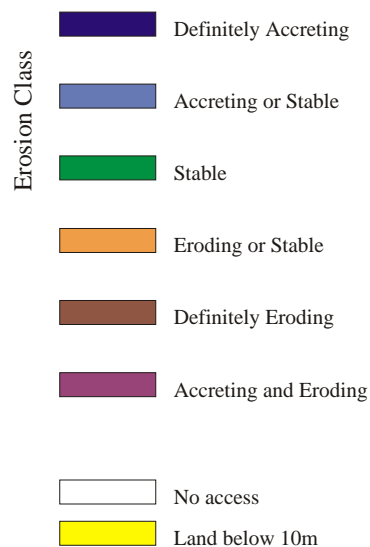 Erosion Class
Definitely Accreting
Accreting or Stable
Stable
Eroding or Stable
Definitely Eroding
Accreting and Eroding
No access
Land below 10m